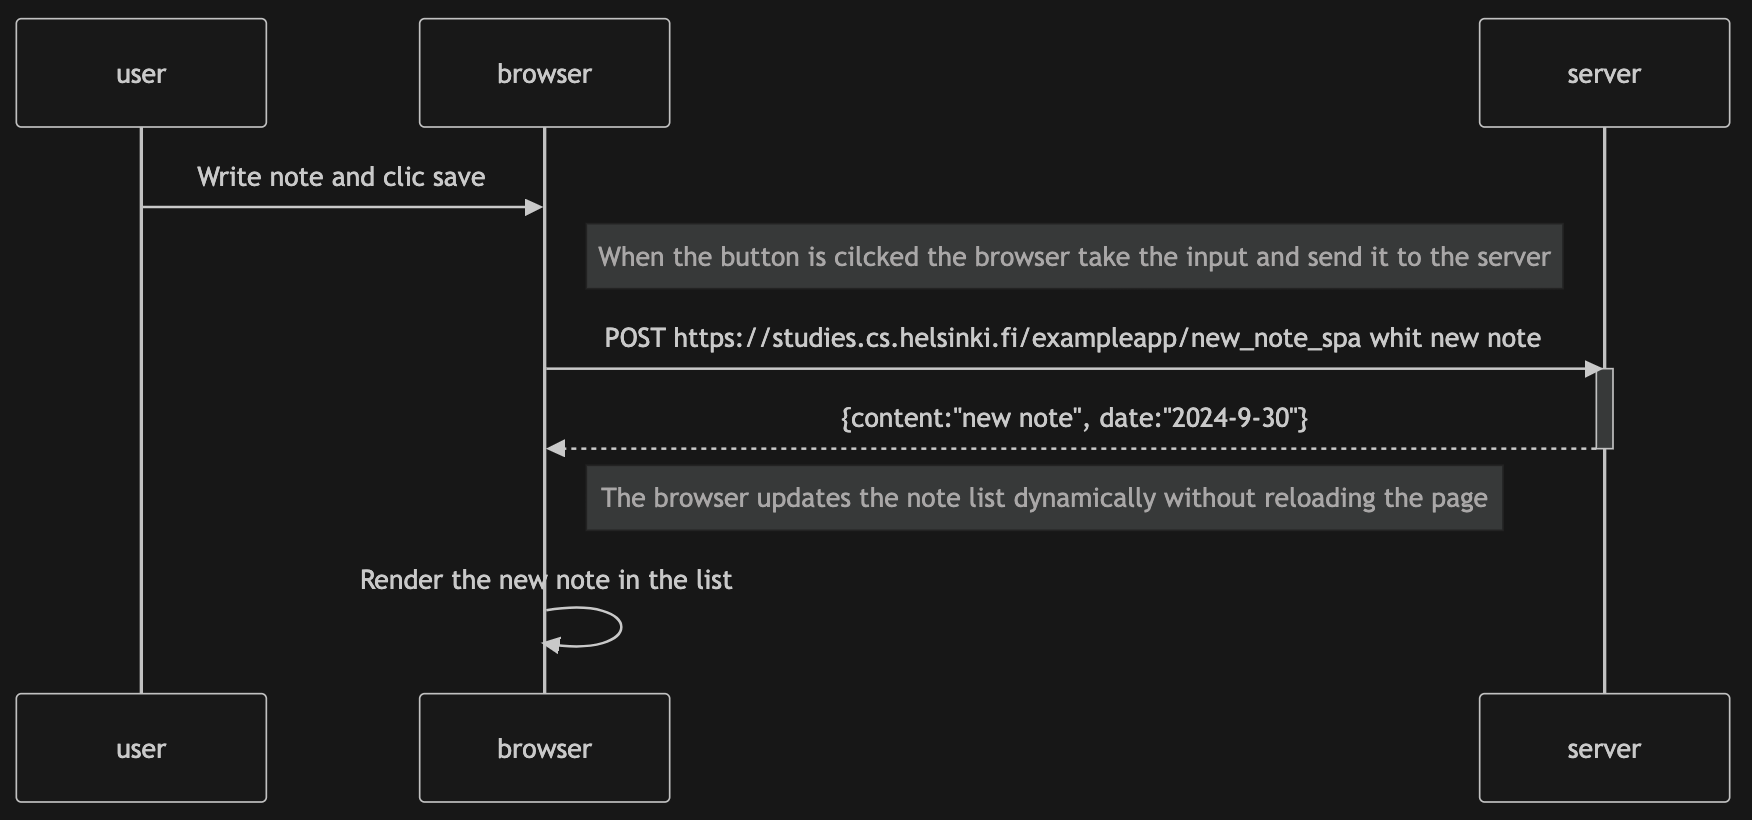 user
browser
server
Write note and clic save
When the button is cilcked the browser take the input and send it to the server
POST https://studies.cs.helsinki.fi/exampleapp/new_note_spa whit new note
{content:"new note", date:"2024-9-30"}
The browser updates the note list dynamically without reloading the page
Render the new note in the list
user
browser
server